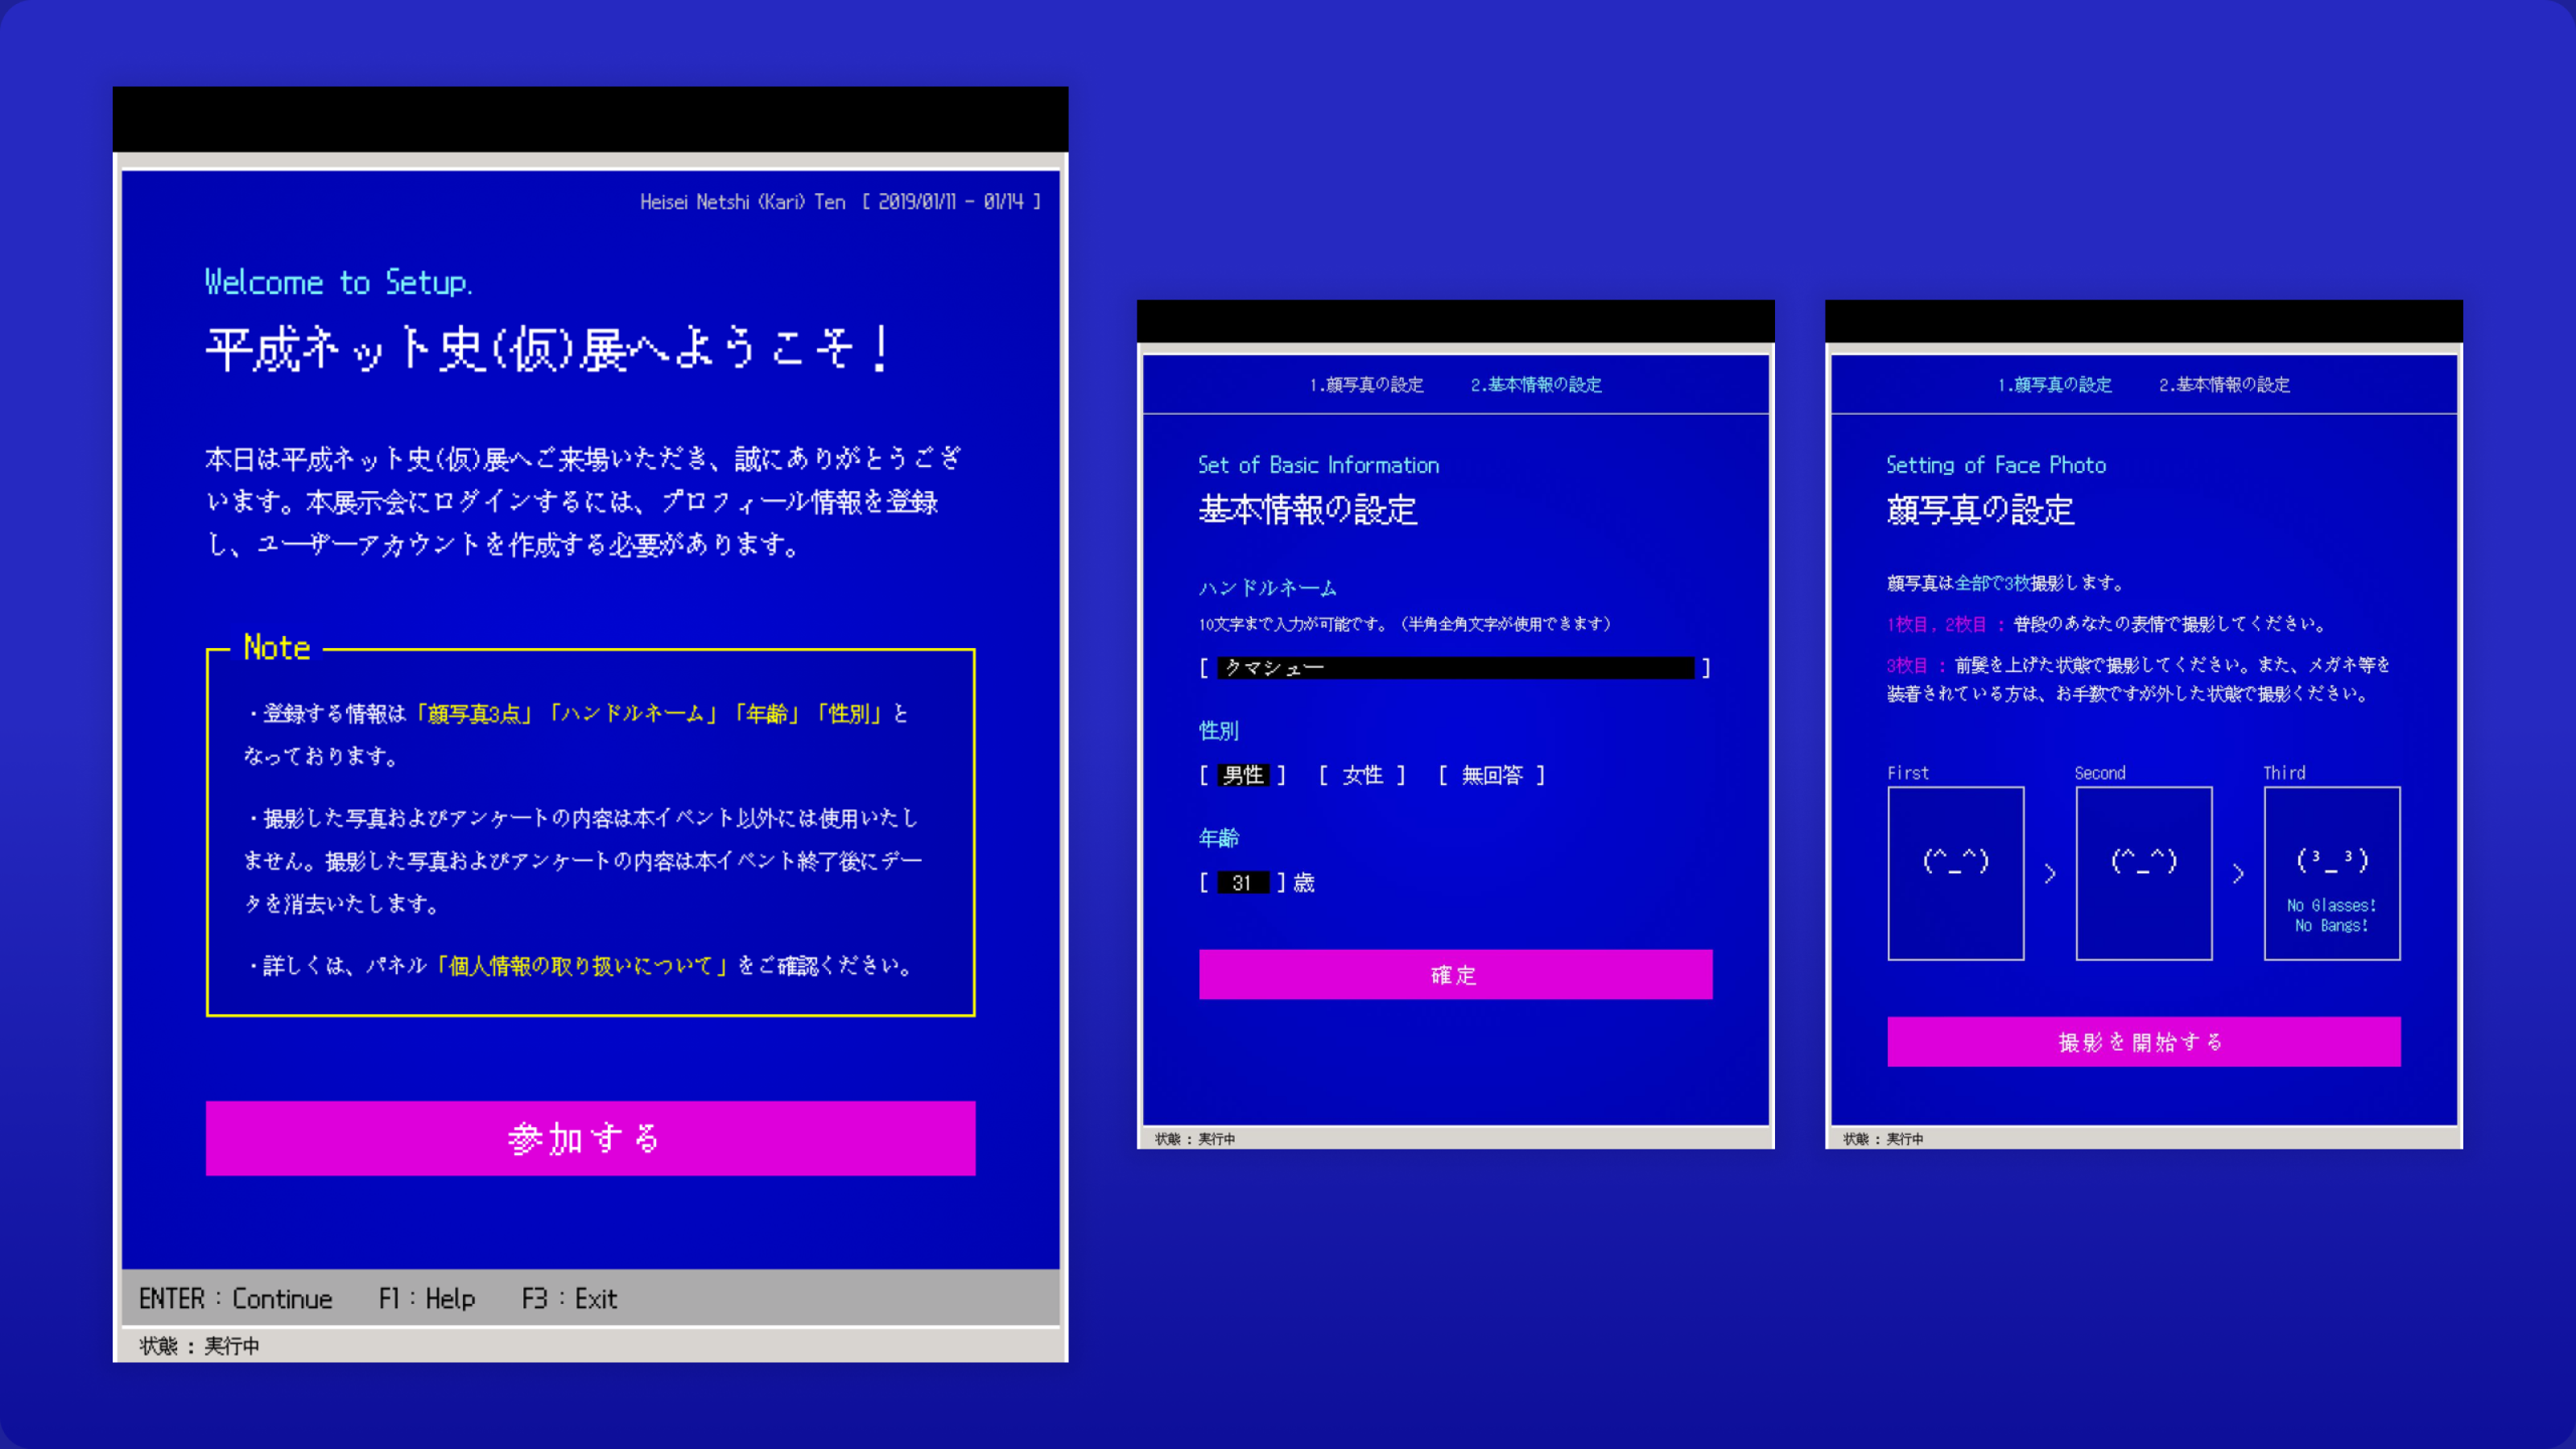 Heisei Netshi (Kari) Ten [ 2019/01/11 - 01/14 ]
Welcome to Setup.
平成ネット史(仮)展へようこそ！
本日は平成ネット史(仮)展へご来場いただき、誠にありがとうござ
います。本展示会にログインするには、プロフィール情報を登録
し、ユーザーアカウントを作成する必要があります。
Note
・登録する情報は「顔写真3点」「ハンドルネーム」「年齢」「性別」と
なっております。
・撮影した写真およびアンケートの内容は本イベント以外には使用いたし
ません。撮影した写真およびアンケートの内容は本イベント終了後にデー
タを消去いたします。
・詳しくは、パネル「個人情報の取り扱いについて」をご確認ください。
参加する
ENTER : Continue F1 : Help F3 : Exit
状態 : 実行中
1.顔写真の設定 2.基本情報の設定
Set of Basic Information
基本情報の設定
ハンドルネーム
10文字まで入力が可能です。（半角全角文字が使用できます）
[ クマシュー ]
性別
[ 男性 ] [ 女性 ] [ 無回答 ]
年齢
[ 31 ] 歳
確定
状態 : 実行中
1.顔写真の設定 2.基本情報の設定
Setting of Face Photo
顔写真の設定
顔写真は全部で3枚撮影します。
1枚目, 2枚目 : 普段のあなたの表情で撮影してください。
3枚目 : 前髪を上げた状態で撮影してください。また、メガネ等を
装着されている方は、お手数ですが外した状態で撮影ください。
First Second Third
(^_^) > (^_^) > (³_³)
No Glasses!
No Bangs!
撮影を開始する
状態 : 実行中